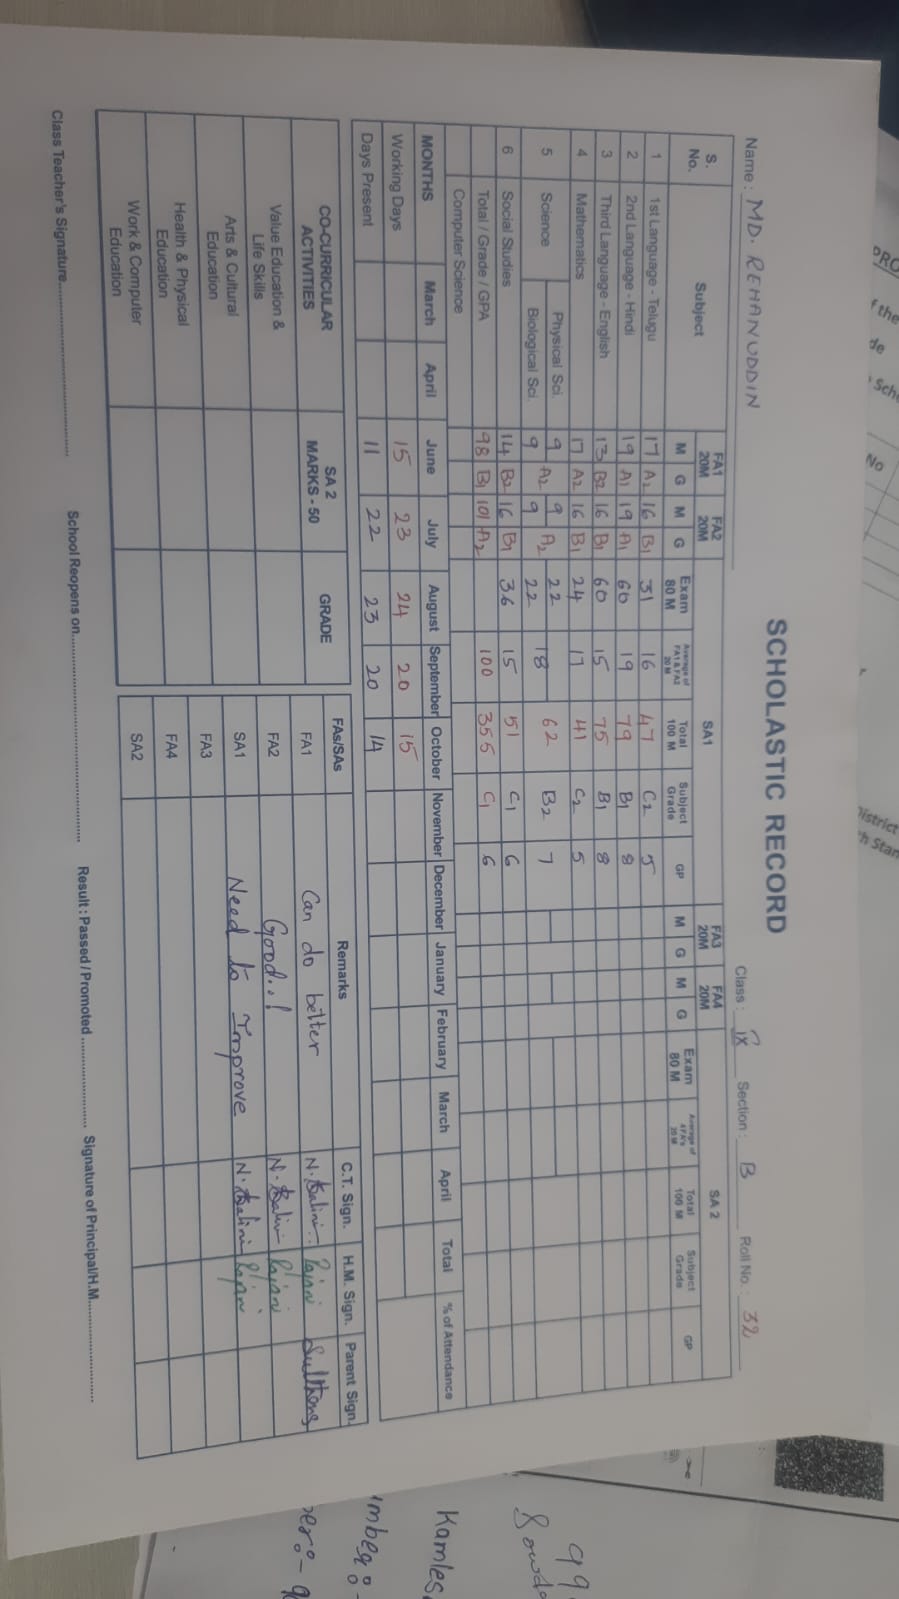 SCHOLASTIC RECORD
Name : MD. REHANUDDIN Class : IX Section : B Roll No. : 32
S. No. Subject FA1 20M FA2 20M SA1 FA3 20M FA4 20M SA 2
M G M G Exam 80 M Average of FA1 & FA2 20 M Total 100 M Subject Grade GP M G M G Exam 80 M Average of 4 FA's 20 M Total 100 M Subject Grade GP
1 1st Language - Telugu 17 A2 16 B1 31 16 47 C2 5
2 2nd Language - Hindi 19 A1 19 A1 60 19 79 B1 8
3 Third Language - English 13 B2 16 B1 60 15 75 B1 8
4 Mathematics 17 A2 16 B1 24 17 41 C2 5
5 Science Physical Sci. 9 A2 9 A2 22 18 62 B2 7
Biological Sci. 9 9 22
6 Social Studies 14 B2 16 B1 36 15 51 C1 6
Total / Grade / GPA 98 B1 101 A2 100 355 C1 6
Computer Science
MONTHS March April June July August September October November December January February March April Total % of Attendance
Working Days 15 23 24 20 15
Days Present 11 22 23 20 14
CO-CURRICULAR ACTIVITIES SA 2 MARKS - 50 GRADE
Value Education & Life Skills
Arts & Cultural Education
Health & Physical Education
Work & Computer Education
FAs/SAs Remarks C.T. Sign. H.M. Sign. Parent Sign.
FA1 Can do better
FA2 Good..!
SA1 Need to Improve
FA3
FA4
SA2
Class Teacher's Signature School Reopens on Result : Passed / Promoted Signature of Principal/H.M.
PRO
f the
de
Sch
No
District
h Stan
99
Kamles